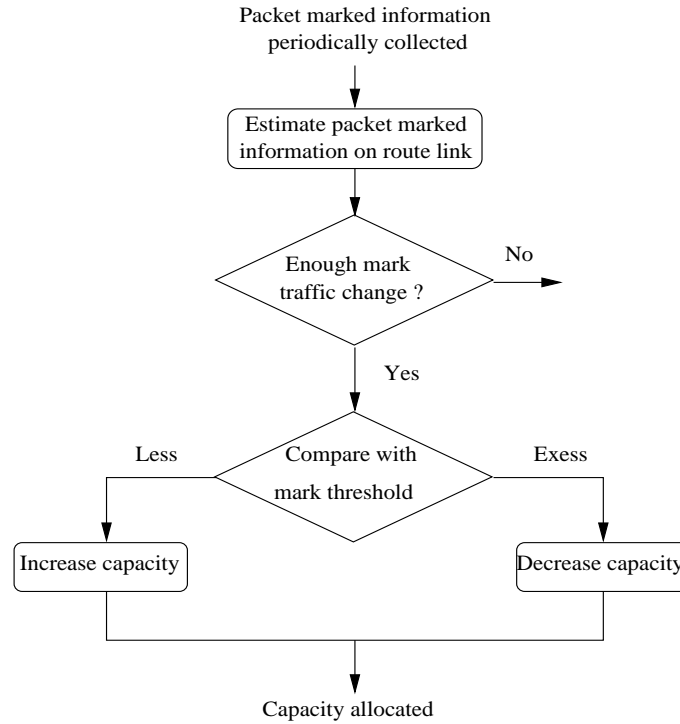 Packet marked information
periodically collected
Estimate packet marked
information on route link
Enough mark
traffic change ?
No
Yes
Less
Compare with
mark threshold
Exess
Increase capacity
Decrease capacity
Capacity allocated